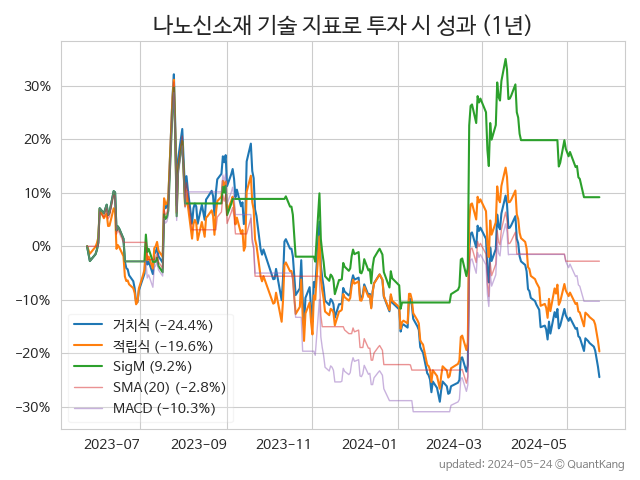 나노신소재 기술 지표로 투자 시 성과 (1년)
30%
20%
10%
0%
−10%
−20%
−30%
거치식 (−24.4%)
적립식 (−19.6%)
SigM (9.2%)
SMA(20) (−2.8%)
MACD (−10.3%)
2023-07
2023-09
2023-11
2024-01
2024-03
2024-05
updated: 2024-05-24 ⓒ QuantKang